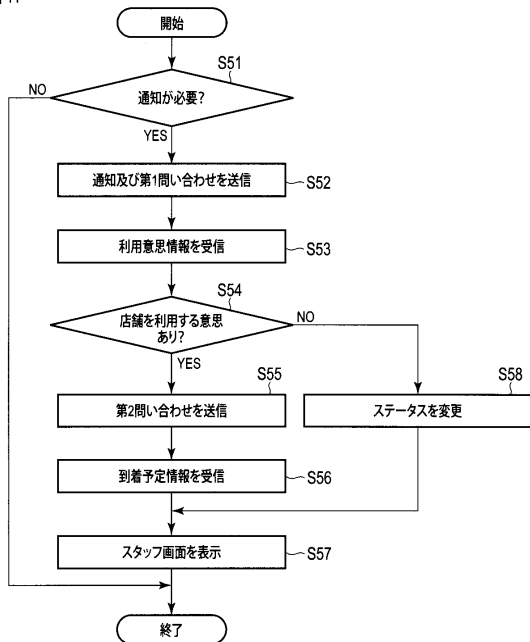 開始
S51
通知が必要?
NO
YES
通知及び第1問い合わせを送信
S52
利用意思情報を受信
S53
S54
店舗を利用する意思
あり?
NO
YES
S55
第2問い合わせを送信
S58
ステータスを変更
到着予定情報を受信
S56
スタッフ画面を表示
S57
終了